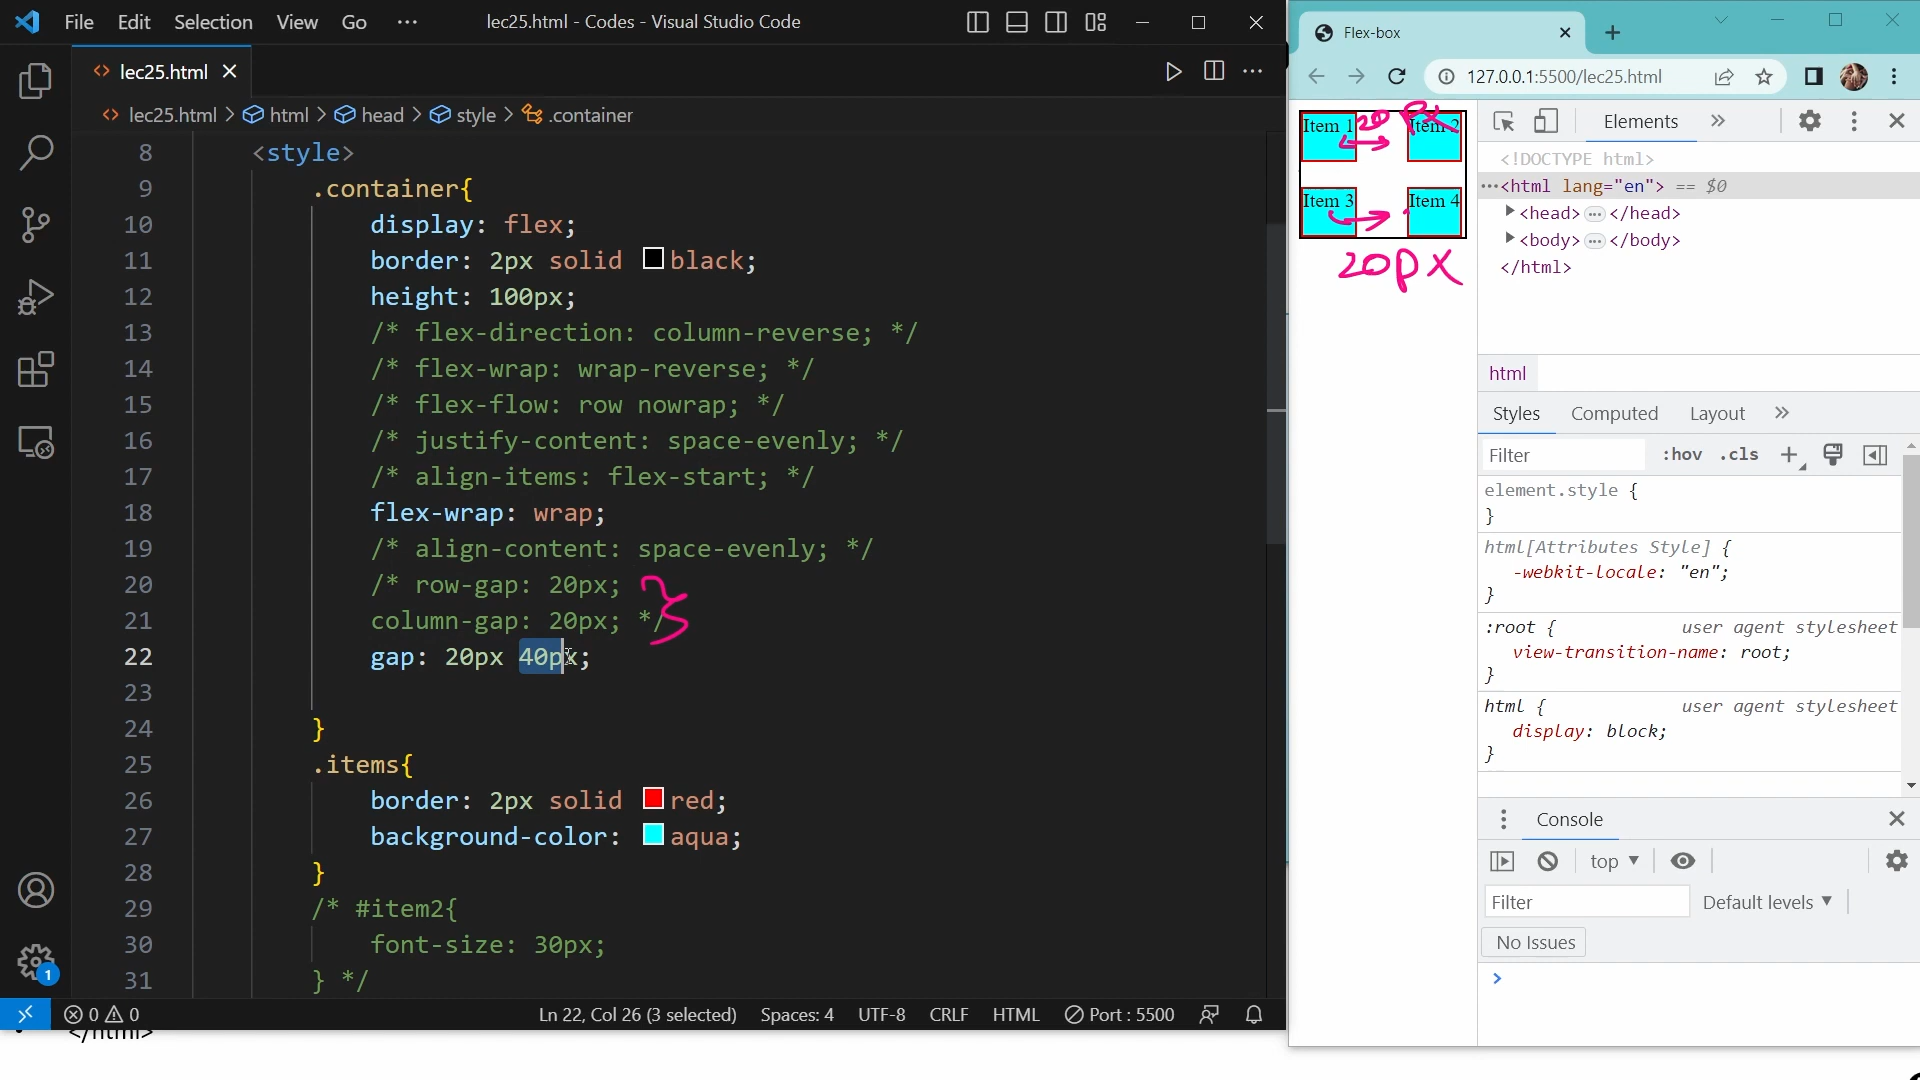 File Edit Selection View Go ··· lec25.html - Codes - Visual Studio Code
lec25.html
lec25.html > html > head > style > .container
8 <style>
9 .container{
10 display: flex;
11 border: 2px solid black;
12 height: 100px;
13 /* flex-direction: column-reverse; */
14 /* flex-wrap: wrap-reverse; */
15 /* flex-flow: row nowrap; */
16 /* justify-content: space-evenly; */
17 /* align-items: flex-start; */
18 flex-wrap: wrap;
19 /* align-content: space-evenly; */
20 /* row-gap: 20px;
21 column-gap: 20px; */
22 gap: 20px 40px;
23
24 }
25 .items{
26 border: 2px solid red;
27 background-color: aqua;
28 }
29 /* #item2{
30 font-size: 30px;
31 } */
1
0 0 Ln 22, Col 26 (3 selected) Spaces: 4 UTF-8 CRLF HTML Port : 5500
</html>
Flex-box
127.0.0.1:5500/lec25.html
Item 1 20 Px Item 2
Item 3 Item 4
20px
Elements »
<!DOCTYPE html>
···<html lang="en"> == $0
<head> ··· </head>
<body> ··· </body>
</html>
html
Styles Computed Layout »
Filter :hov .cls
element.style {
}
html[Attributes Style] {
-webkit-locale: "en";
}
:root { user agent stylesheet
view-transition-name: root;
}
html { user agent stylesheet
display: block;
}
Console
top
Filter Default levels
No Issues
>